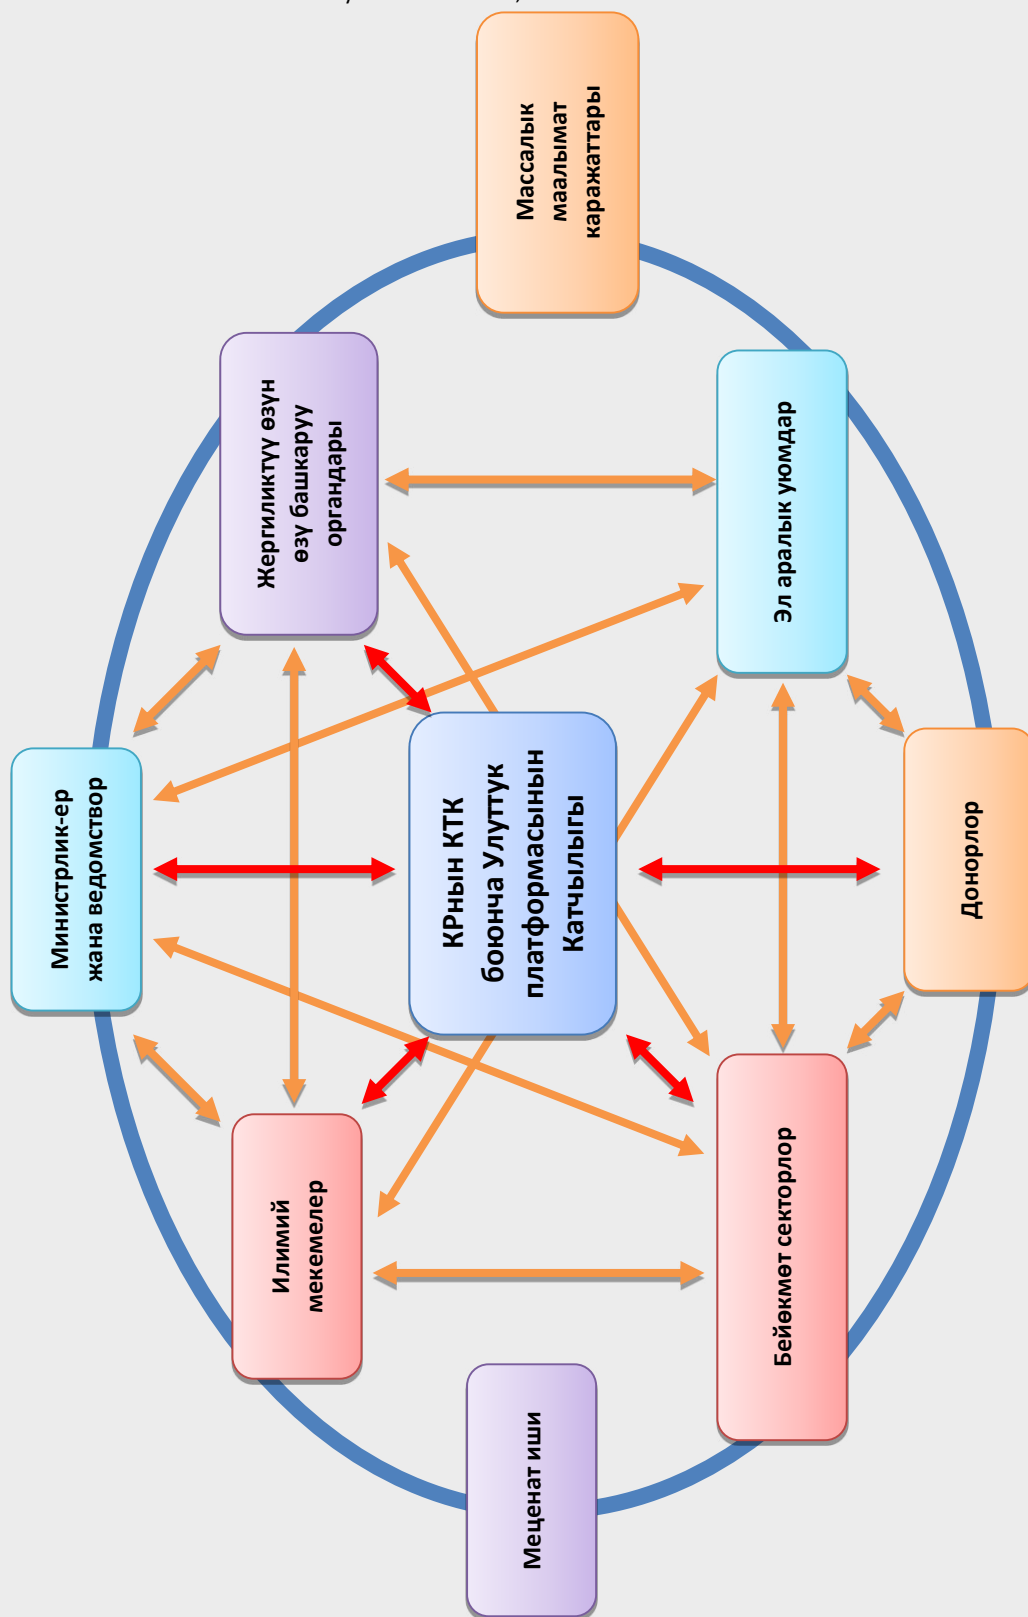 Министрлик-ер
жана ведомствор
Илимий
мекемелер
Жергиликтүү өзүн
өзү башкаруу
органдары
Меценат иши
КРнын КТК
боюнча Улуттук
платформасынын
Катчылыгы
Массалык
маалымат
каражаттары
Бейөкмөт секторлор
Эл аралык уюмдар
Донорлор